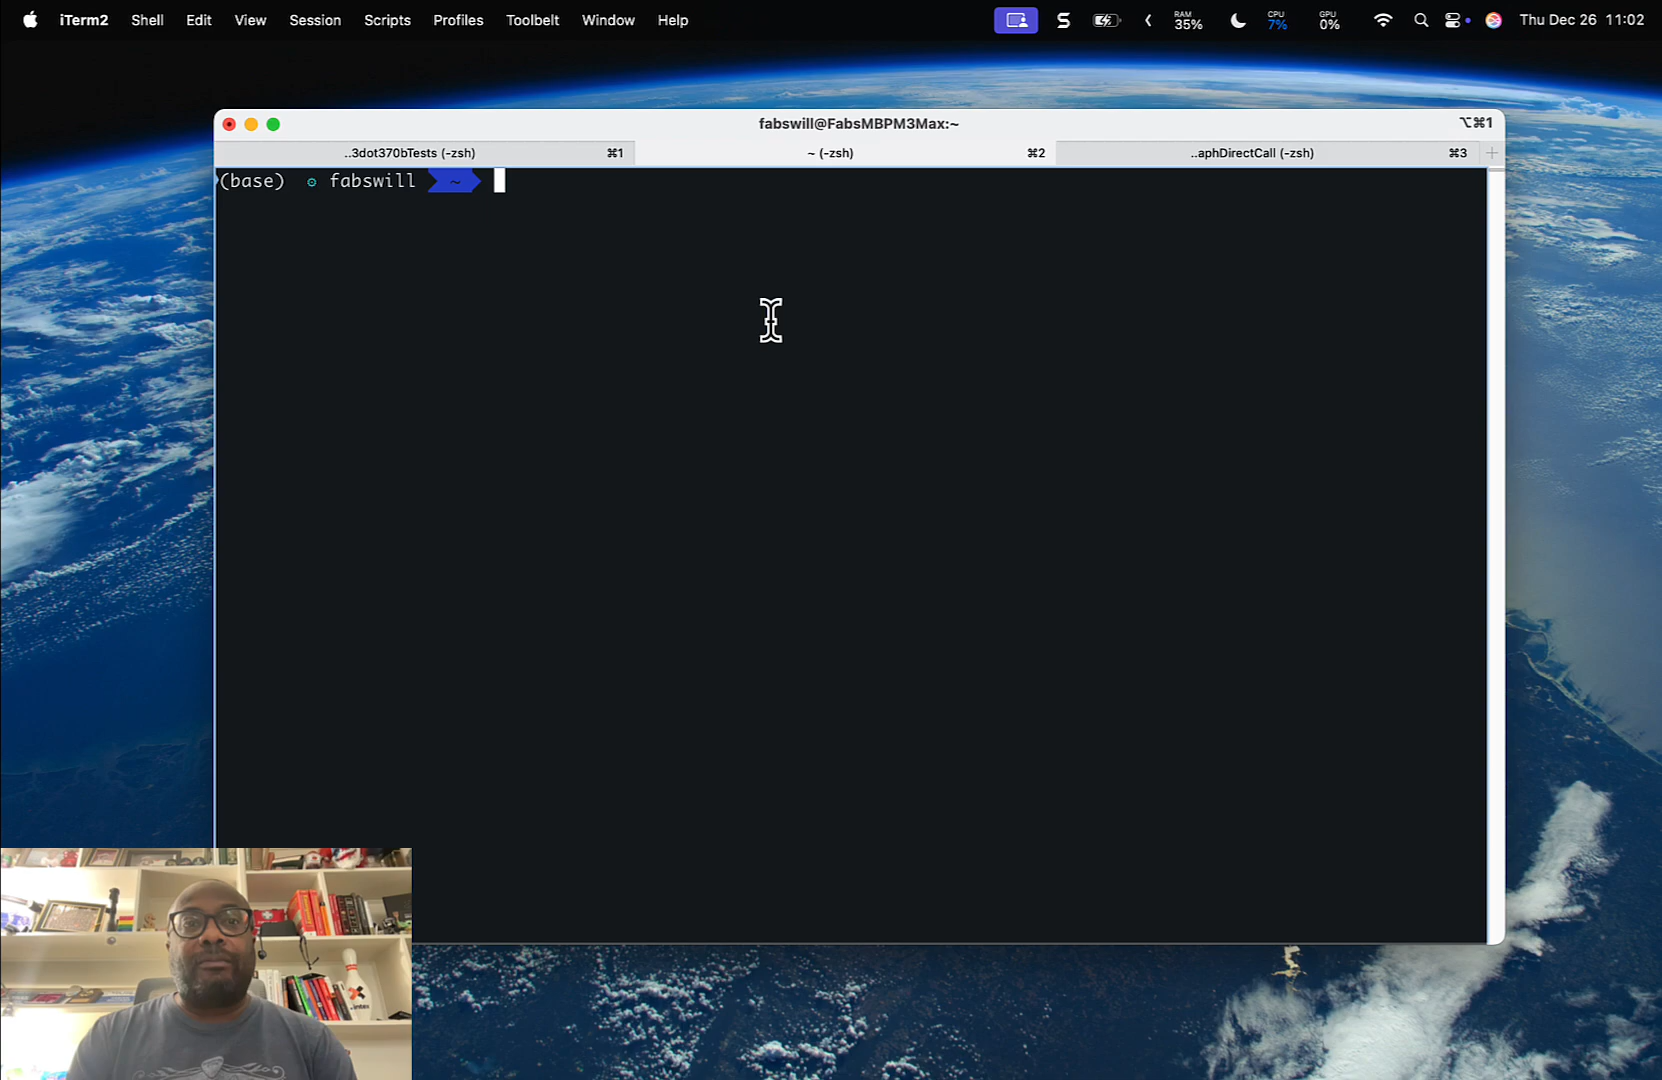 iTerm2 Shell Edit View Session Scripts Profiles Toolbelt Window Help RAM 35% CPU 7% GPU 0% Thu Dec 26 11:02
fabswill@FabsMBPM3Max:~ ⌥⌘1
..3dot370bTests (-zsh) ⌘1 ~ (-zsh) ⌘2 ..aphDirectCall (-zsh) ⌘3
(base) fabswill ~